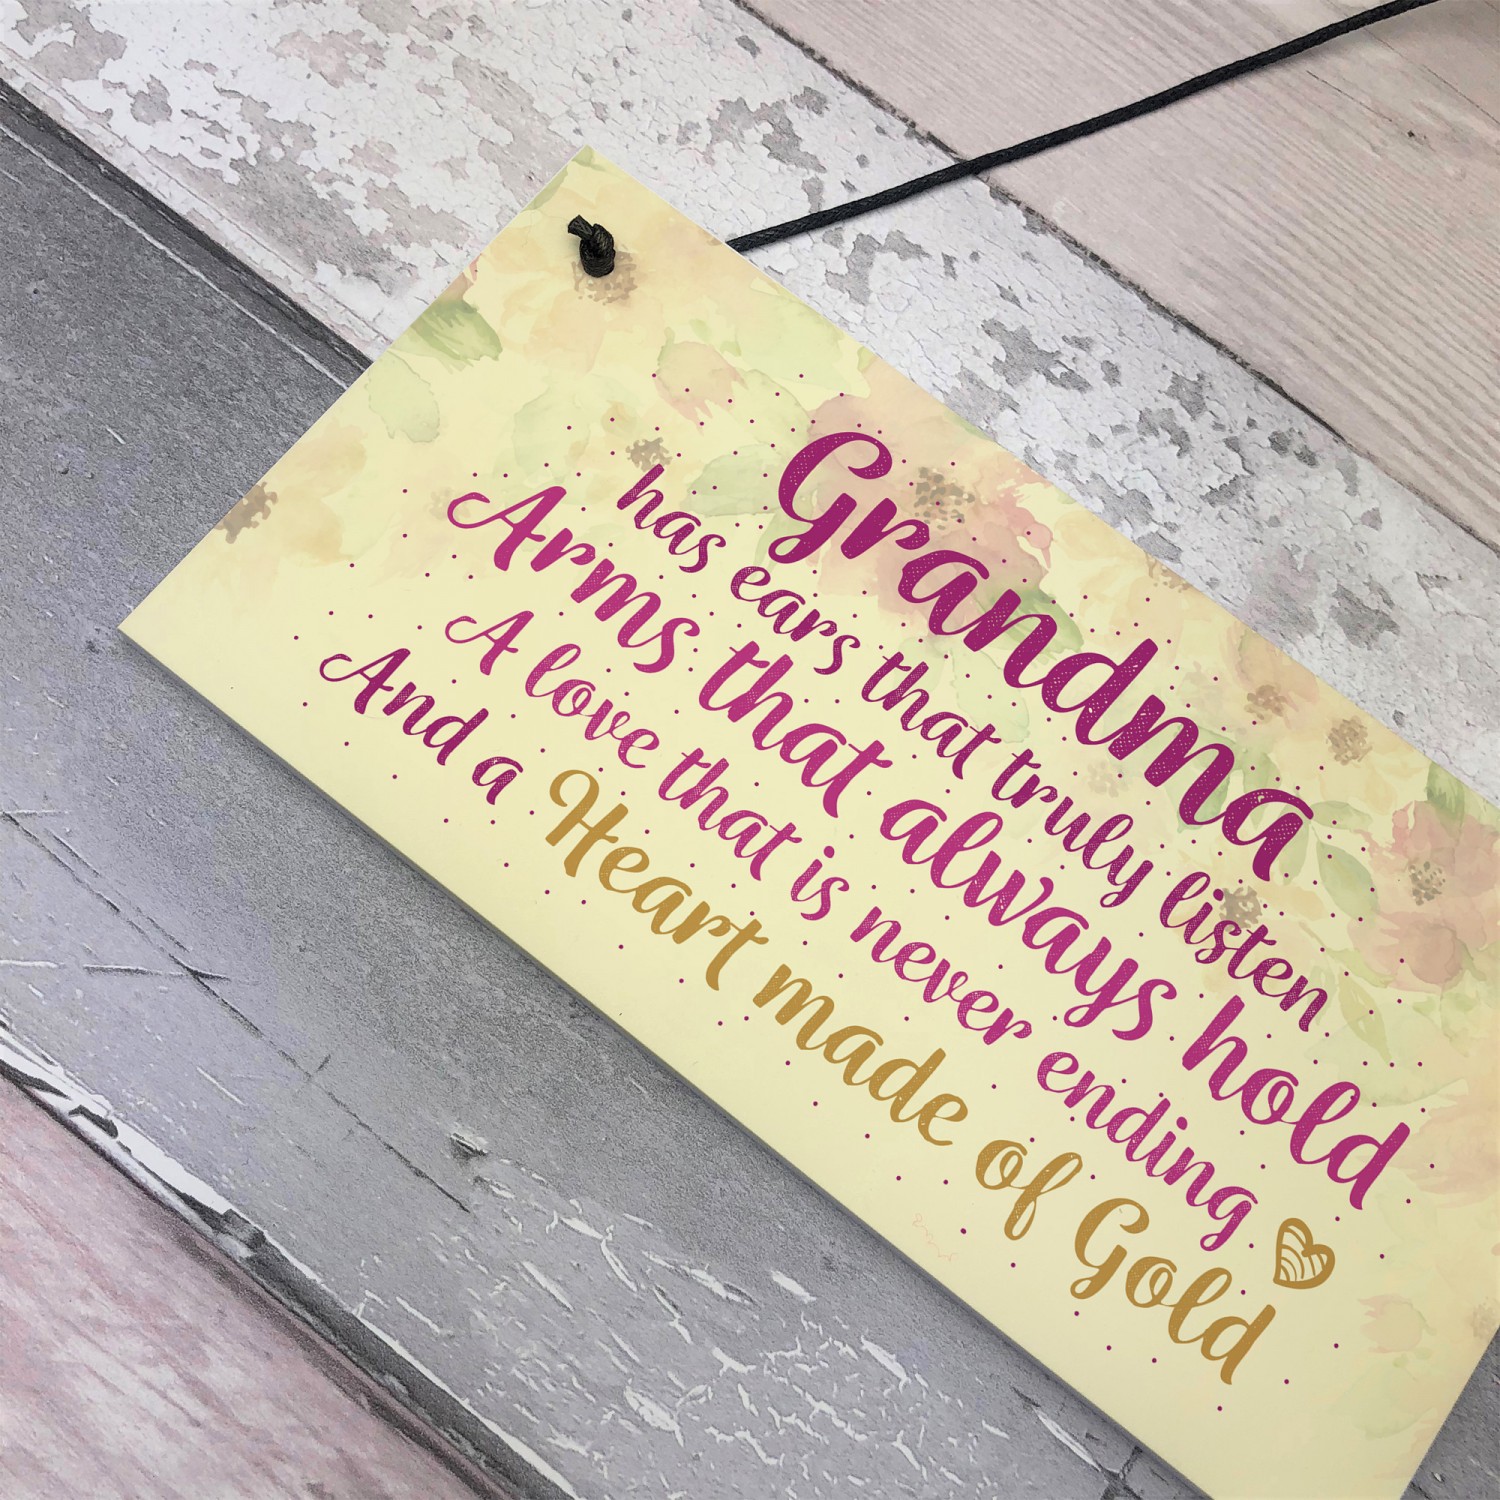 Grandma
has ears that truly listen
Arms that always hold
A love that is never ending
And a Heart made of Gold